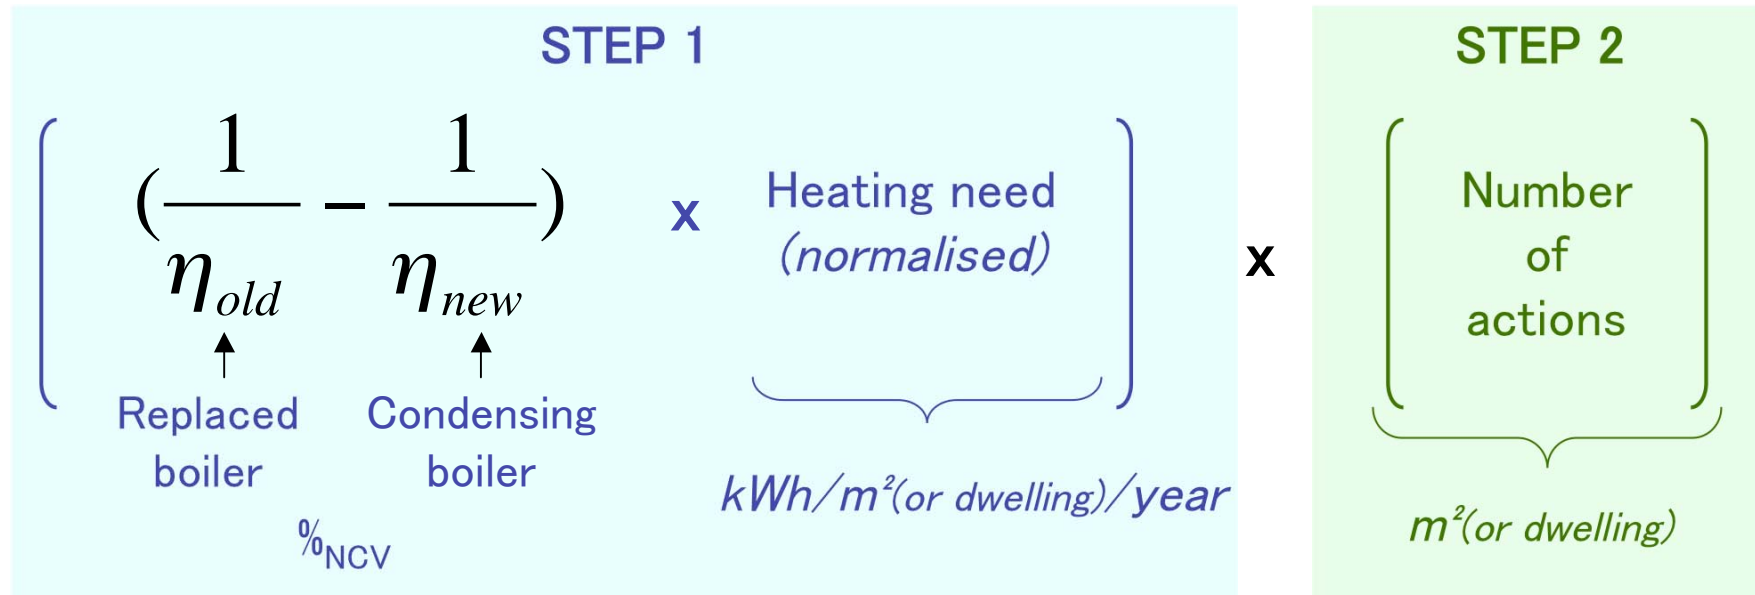 STEP 1
(1/η_old − 1/η_new) x Heating need
(normalised)
Replaced
boiler
Condensing
boiler
%NCV
kWh/m²(or dwelling)/year
x
STEP 2
Number
of
actions
m²(or dwelling)